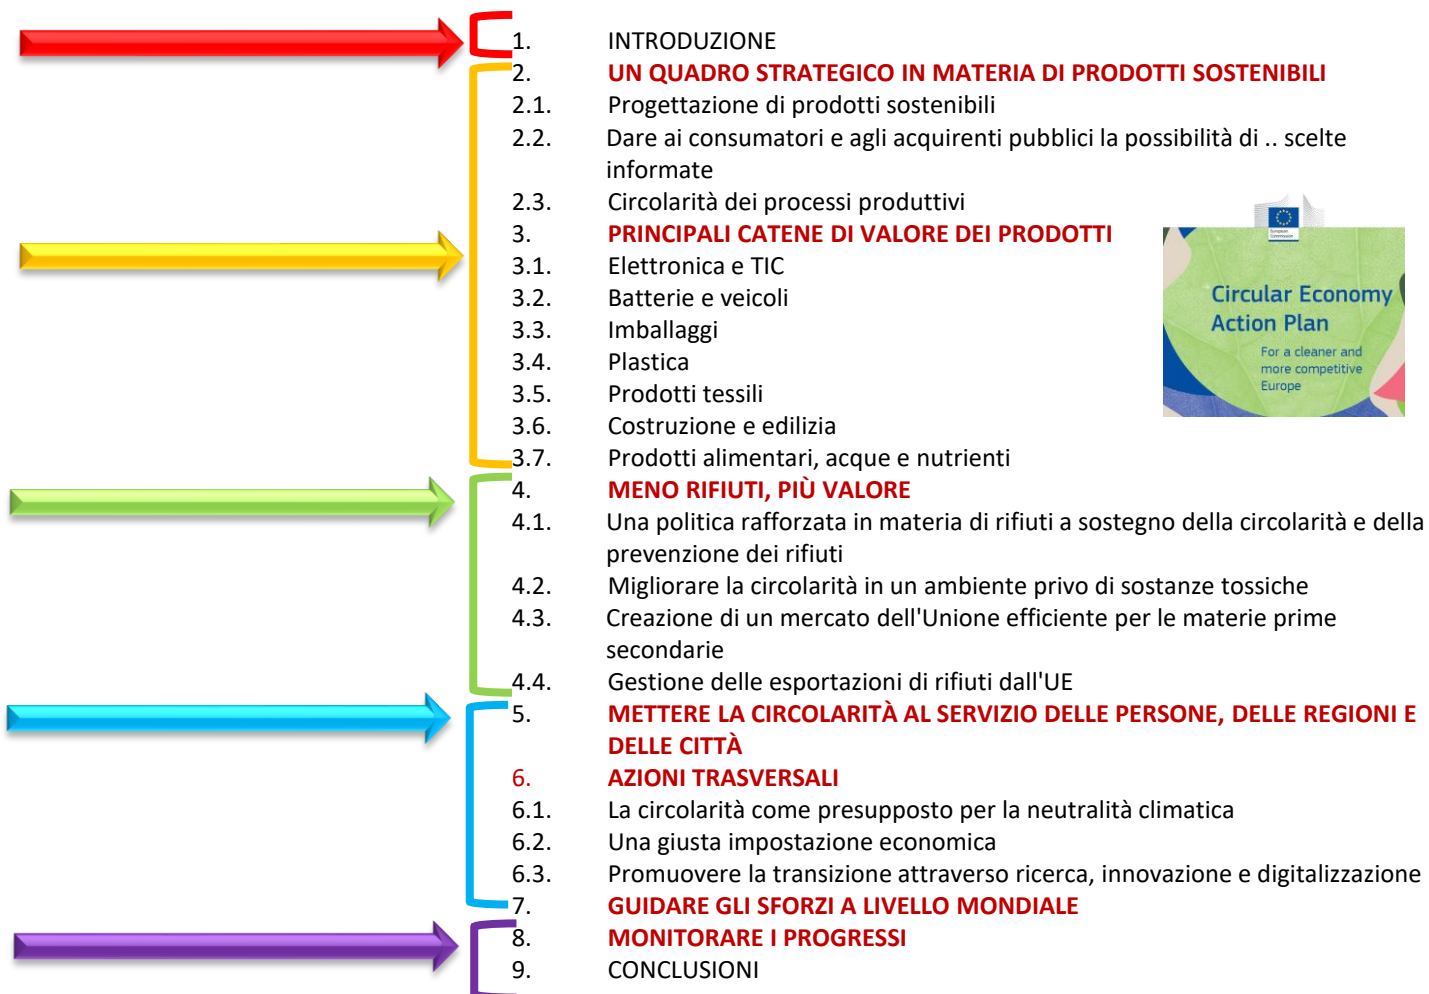 1. INTRODUZIONE
2. UN QUADRO STRATEGICO IN MATERIA DI PRODOTTI SOSTENIBILI
2.1. Progettazione di prodotti sostenibili
2.2. Dare ai consumatori e agli acquirenti pubblici la possibilità di .. scelte
informate
2.3. Circolarità dei processi produttivi
3. PRINCIPALI CATENE DI VALORE DEI PRODOTTI
3.1. Elettronica e TIC
3.2. Batterie e veicoli
3.3. Imballaggi
3.4. Plastica
3.5. Prodotti tessili
3.6. Costruzione e edilizia
3.7. Prodotti alimentari, acque e nutrienti
4. MENO RIFIUTI, PIÙ VALORE
4.1. Una politica rafforzata in materia di rifiuti a sostegno della circolarità e della
prevenzione dei rifiuti
4.2. Migliorare la circolarità in un ambiente privo di sostanze tossiche
4.3. Creazione di un mercato dell'Unione efficiente per le materie prime
secondarie
4.4. Gestione delle esportazioni di rifiuti dall'UE
5. METTERE LA CIRCOLARITÀ AL SERVIZIO DELLE PERSONE, DELLE REGIONI E
DELLE CITTÀ
6. AZIONI TRASVERSALI
6.1. La circolarità come presupposto per la neutralità climatica
6.2. Una giusta impostazione economica
6.3. Promuovere la transizione attraverso ricerca, innovazione e digitalizzazione
7. GUIDARE GLI SFORZI A LIVELLO MONDIALE
8. MONITORARE I PROGRESSI
9. CONCLUSIONI
European
Commission
Circular Economy
Action Plan
For a cleaner and
more competitive
Europe